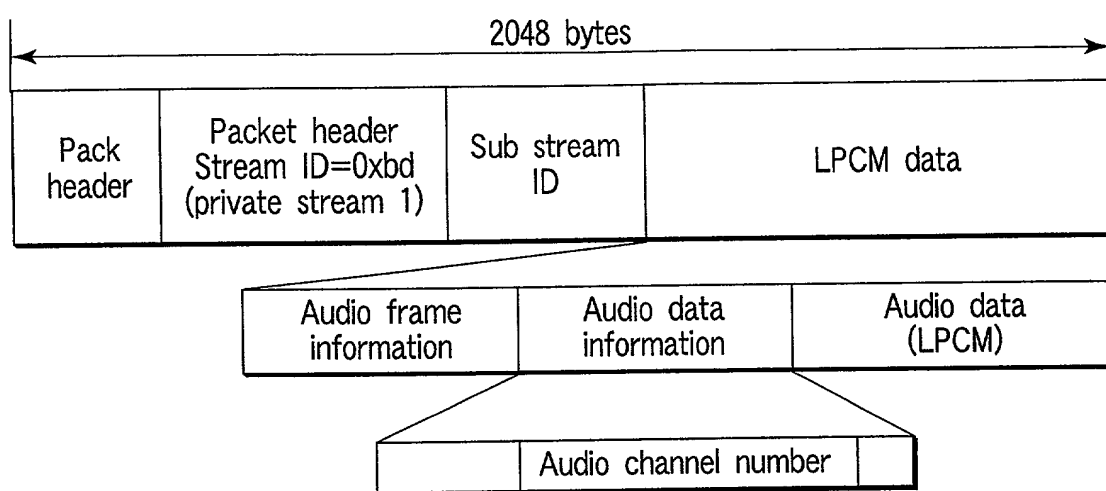 2048 bytes
Pack
header
Packet header
Stream ID=0xbd
(private stream 1)
Sub stream
ID
LPCM data
Audio frame
information
Audio data
information
Audio data
(LPCM)
Audio channel number